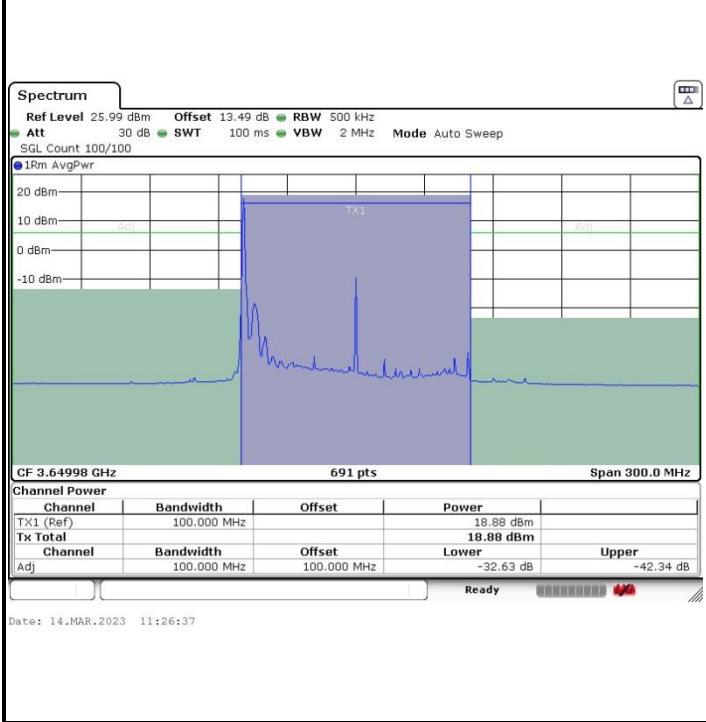 Spectrum
Ref Level 25.99 dBm Offset 13.49 dB RBW 500 kHz
Att 30 dB SWT 100 ms VBW 2 MHz Mode Auto Sweep
SGL Count 100/100
1Rm AvgPwr
20 dBm
TX1
10 dBm
Adj Adj
0 dBm
-10 dBm
CF 3.64998 GHz 691 pts Span 300.0 MHz
Channel Power
Channel Bandwidth Offset Power
TX1 (Ref) 100.000 MHz 18.88 dBm
Tx Total 18.88 dBm
Channel Bandwidth Offset Lower Upper
Adj 100.000 MHz 100.000 MHz -32.63 dB -42.34 dB
Ready
Date: 14.MAR.2023 11:26:37